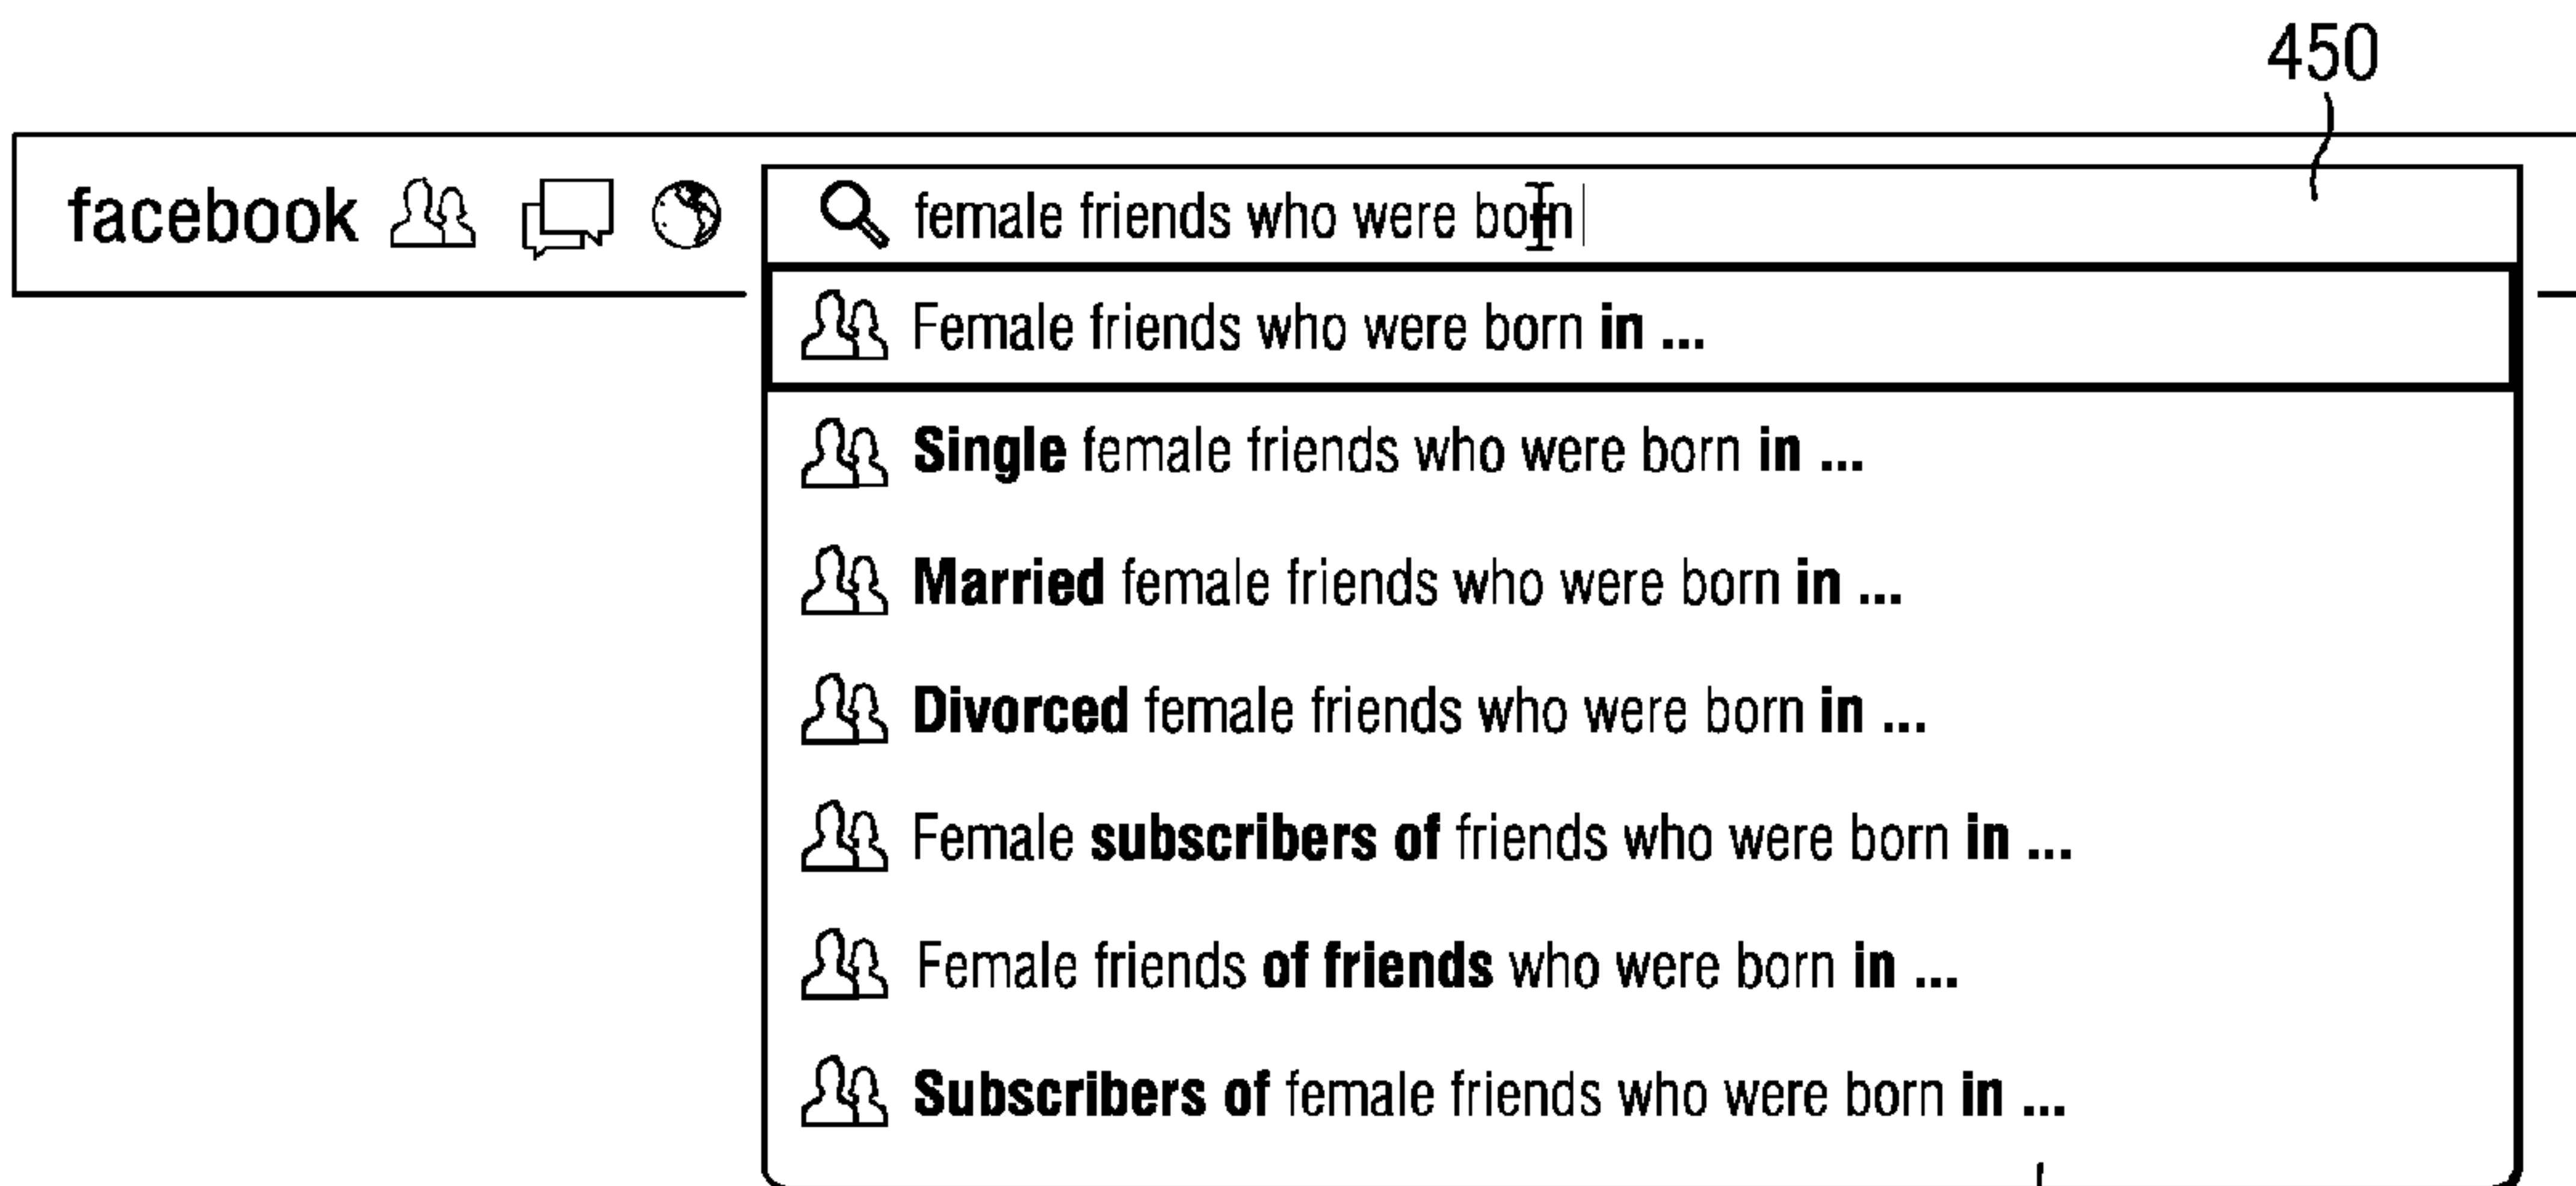 450
facebook female friends who were born
Female friends who were born in ...
Single female friends who were born in ...
Married female friends who were born in ...
Divorced female friends who were born in ...
Female subscribers of friends who were born in ...
Female friends of friends who were born in ...
Subscribers of female friends who were born in ...